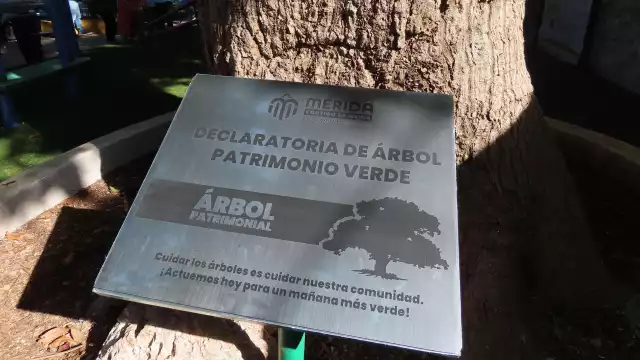 MÉRIDA
DECLARATORIA DE ÁRBOL
PATRIMONIO VERDE
ÁRBOL
PATRIMONIAL
Cuidar los árboles es cuidar nuestra comunidad.
¡Actuemos hoy para un mañana más verde!